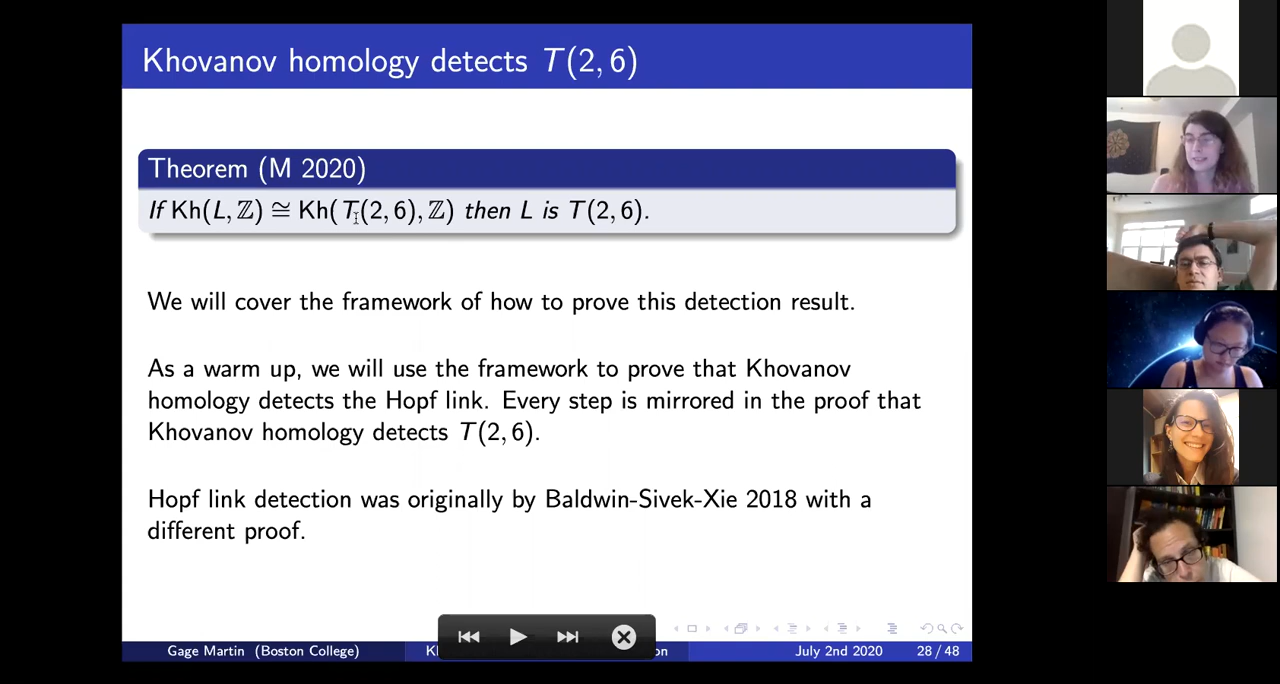 Khovanov homology detects T(2, 6)
Theorem (M 2020)
If Kh(L, ℤ) ≅ Kh(T(2, 6), ℤ) then L is T(2, 6).
We will cover the framework of how to prove this detection result.
As a warm up, we will use the framework to prove that Khovanov
homology detects the Hopf link. Every step is mirrored in the proof that
Khovanov homology detects T(2, 6).
Hopf link detection was originally by Baldwin-Sivek-Xie 2018 with a
different proof.
Gage Martin (Boston College)
July 2nd 2020
28 / 48